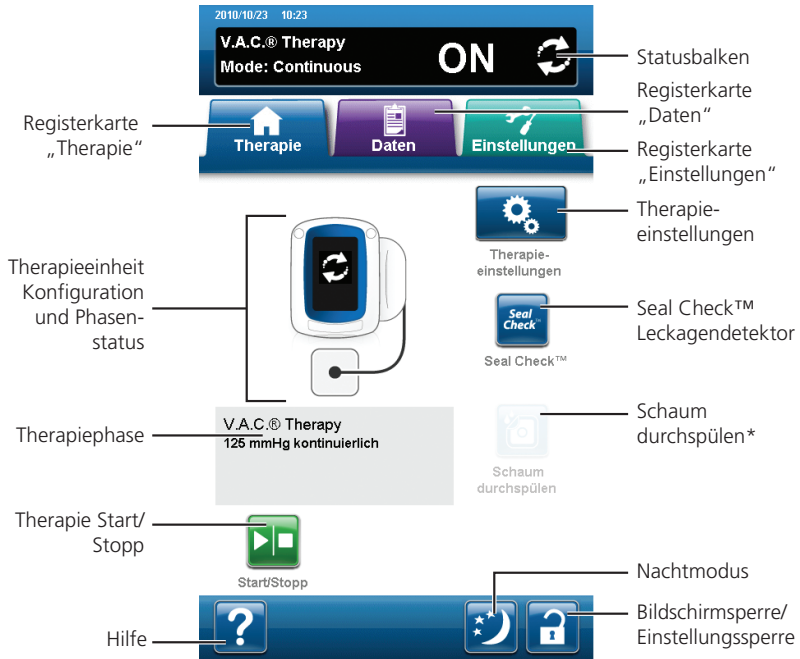 2010/10/23 10:23
V.A.C.® Therapy
Mode: Continuous
ON
Statusbalken
Registerkarte
„Daten“
Registerkarte
„Therapie“
Therapie
Daten
Einstellungen
Registerkarte
„Einstellungen“
Therapie-
einstellungen
Therapie-
einstellungen
Therapieeinheit
Konfiguration
und Phasen-
status
Seal
Check™
Seal Check™
Seal Check™
Leckagendetektor
Therapiephase
V.A.C.® Therapy
125 mmHg kontinuierlich
Schaum
durchspülen
Schaum
durchspülen*
Therapie Start/
Stopp
Start/Stopp
Nachtmodus
Hilfe
?
Bildschirmsperre/
Einstellungssperre